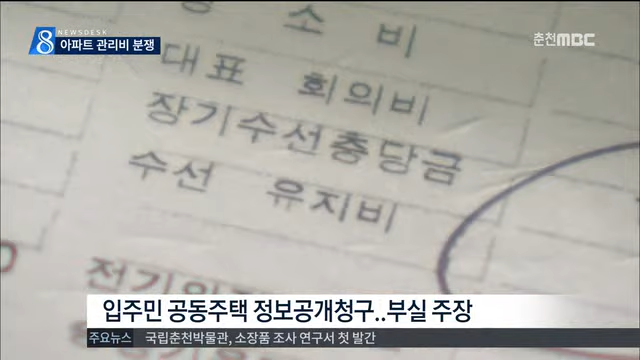 8 NEWSDESK
아파트 관리비 분쟁
춘천MBC
소 비
대표 회의비
장기수선충당금
수선 유지비
전기
입주민 공동주택 정보공개청구..부실 주장
주요뉴스 국립춘천박물관, 소장품 조사 연구서 첫 발간